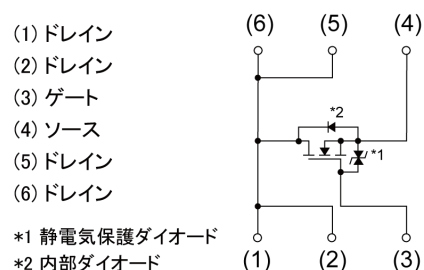 (1) ドレイン
(2) ドレイン
(3) ゲート
(4) ソース
(5) ドレイン
(6) ドレイン
*1 静電気保護ダイオード
*2 内部ダイオード
(6) (5) (4)
*2
*1
(1) (2) (3)